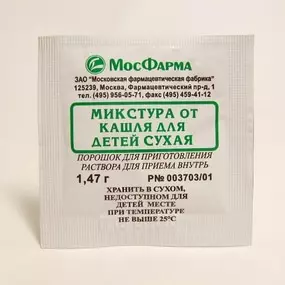 МосФарма
ЗАО "Московская фармацевтическая фабрика"
125239, Москва, Фармацевтический пр-д, 1
тел. (495) 956-05-71, факс (495) 459-41-12
МИКСТУРА ОТ
КАШЛЯ ДЛЯ
ДЕТЕЙ СУХАЯ
ПОРОШОК ДЛЯ ПРИГОТОВЛЕНИЯ
РАСТВОРА ДЛЯ ПРИЕМА ВНУТРЬ
1,47 г Р№ 003703/01
ХРАНИТЬ В СУХОМ,
НЕДОСТУПНОМ ДЛЯ
ДЕТЕЙ МЕСТЕ
ПРИ ТЕМПЕРАТУРЕ
НЕ ВЫШЕ 25°С